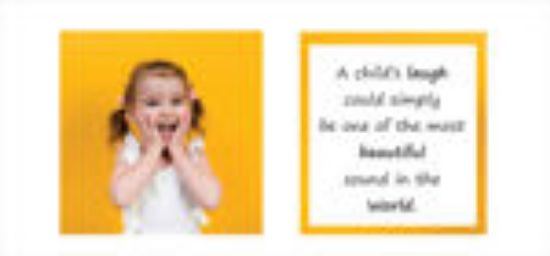 A child's laugh
could simply
be one of the most
beautiful
sound in the
world.